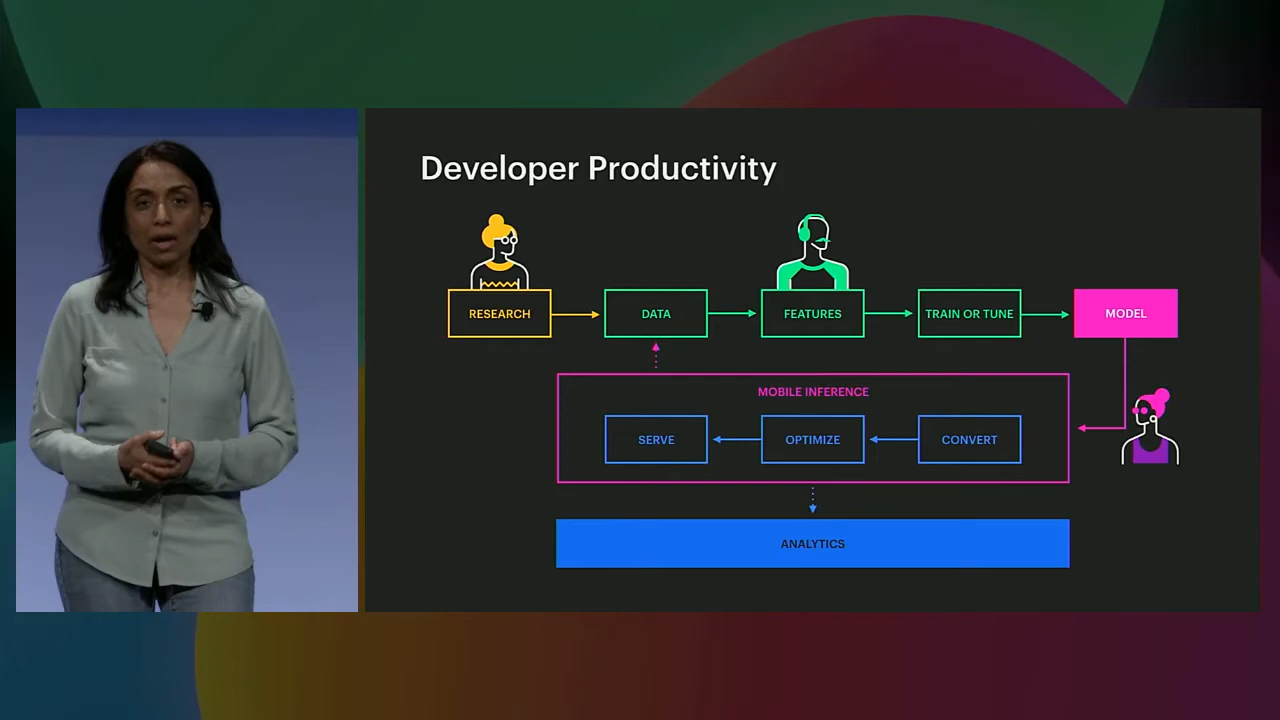 Developer Productivity
RESEARCH
DATA
FEATURES
TRAIN OR TUNE
MODEL
MOBILE INFERENCE
SERVE
OPTIMIZE
CONVERT
ANALYTICS